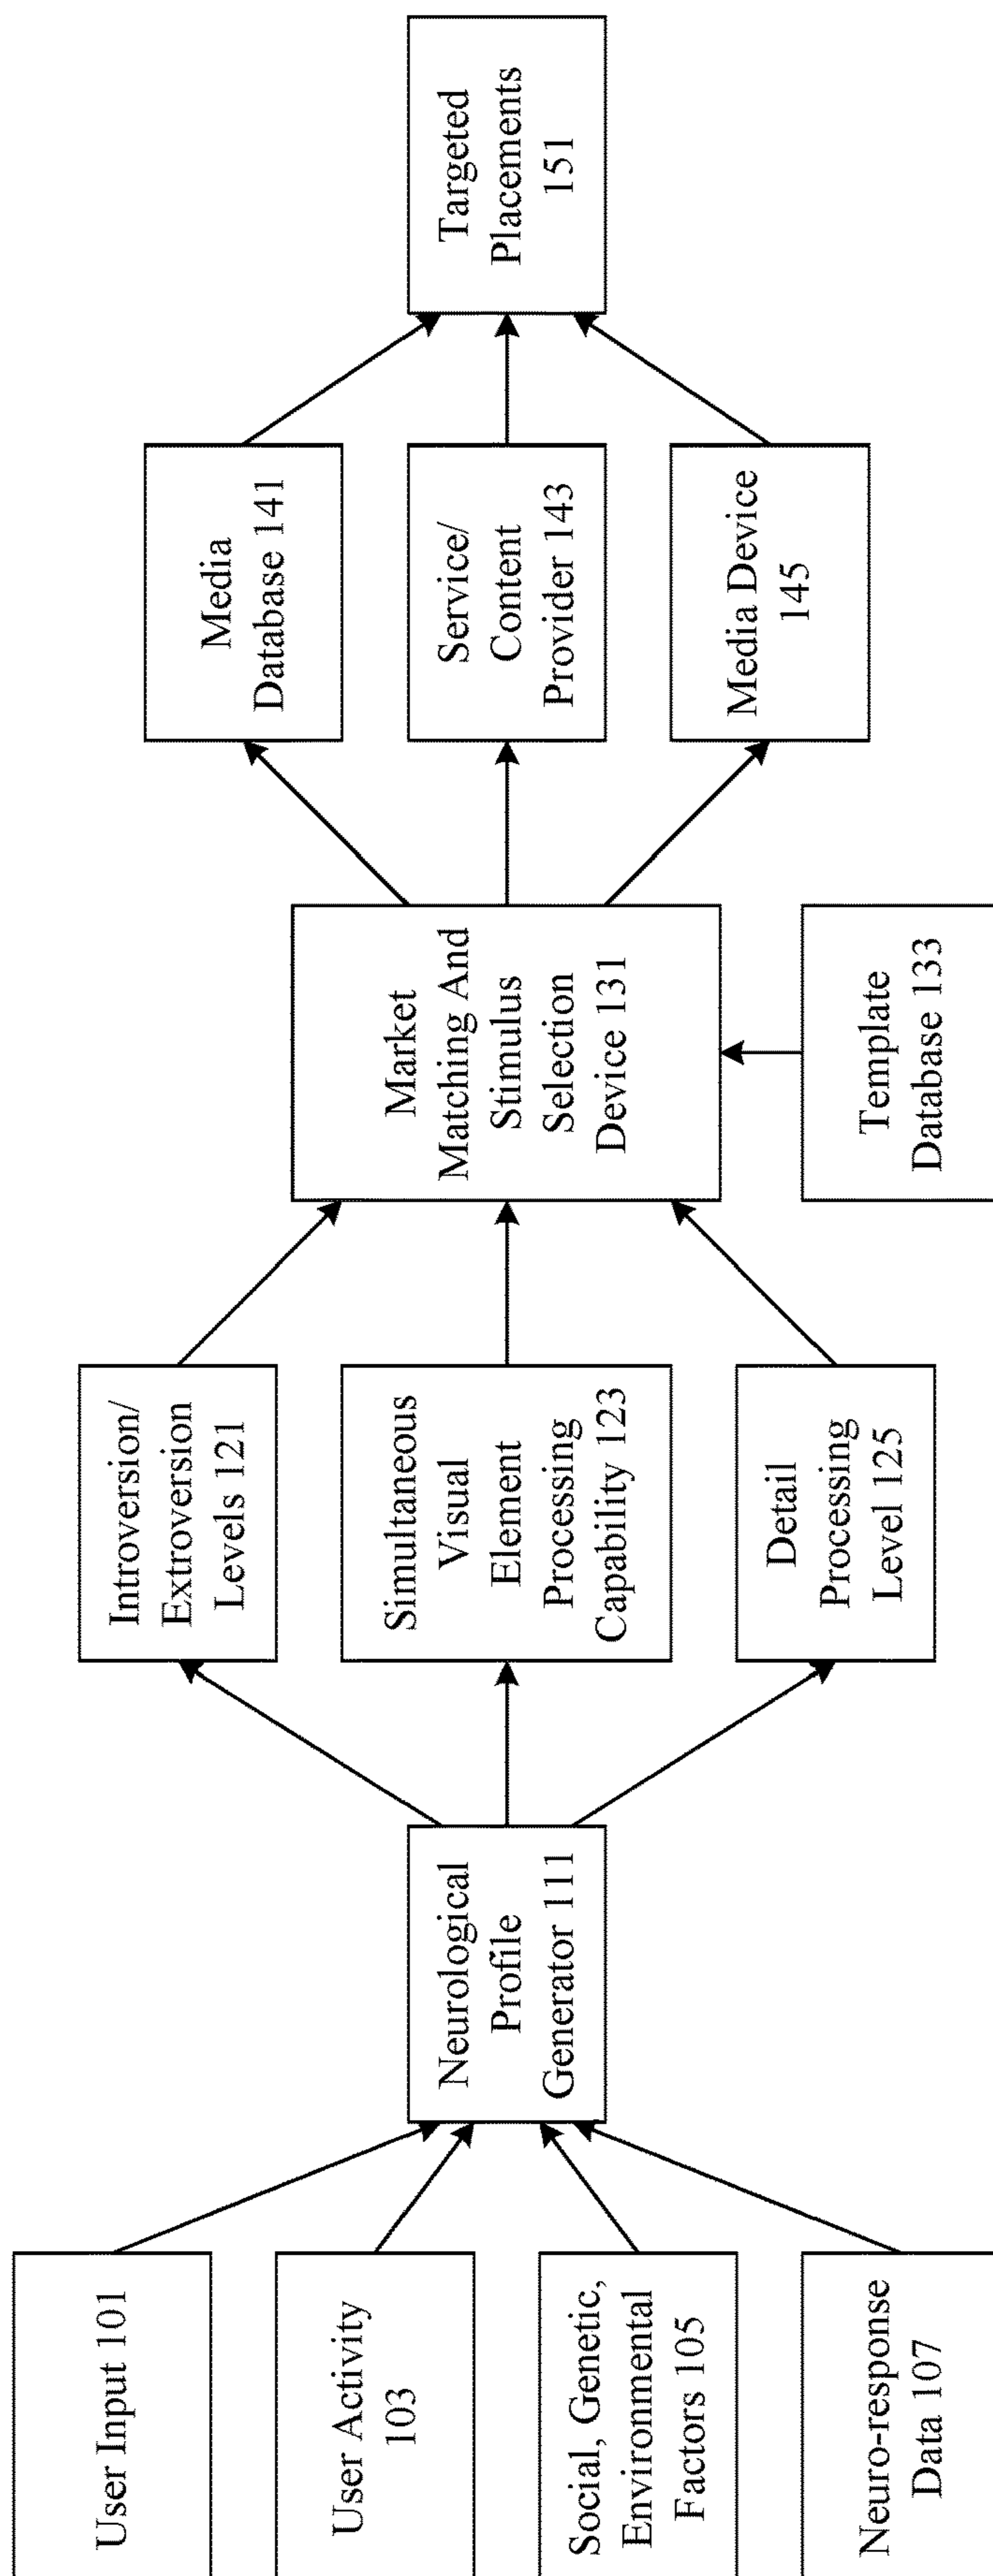 User Input 101
User Activity
103
Social, Genetic,
Environmental
Factors 105
Neuro-response
Data 107
Neurological
Profile
Generator 111
Introversion/
Extroversion
Levels 121
Simultaneous
Visual
Element
Processing
Capability 123
Detail
Processing
Level 125
Market
Matching And
Stimulus
Selection
Device 131
Template
Database 133
Media
Database 141
Service/
Content
Provider 143
Media Device
145
Targeted
Placements
151